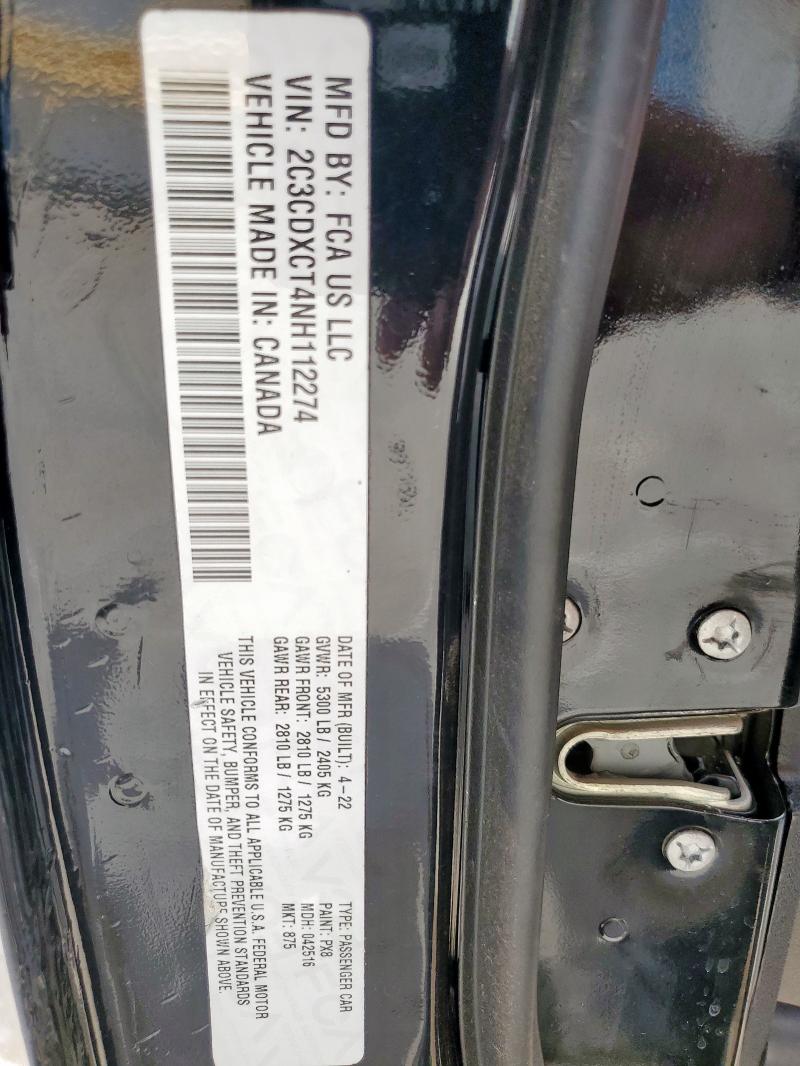 MFD BY: FCA US LLC
VIN: 2C3CDXCT4NH112274
VEHICLE MADE IN: CANADA
DATE OF MFR (BUILT): 4-22
GVWR: 5300 LB / 2405 KG
GAWR FRONT: 2810 LB / 1275 KG
GAWR REAR: 2810 LB / 1275 KG
TYPE: PASSENGER CAR
PAINT: PX8
MDH: 042516
MKT: 875
THIS VEHICLE CONFORMS TO ALL APPLICABLE U.S.A. FEDERAL MOTOR
VEHICLE SAFETY, BUMPER, AND THEFT PREVENTION STANDARDS
IN EFFECT ON THE DATE OF MANUFACTURE SHOWN ABOVE.